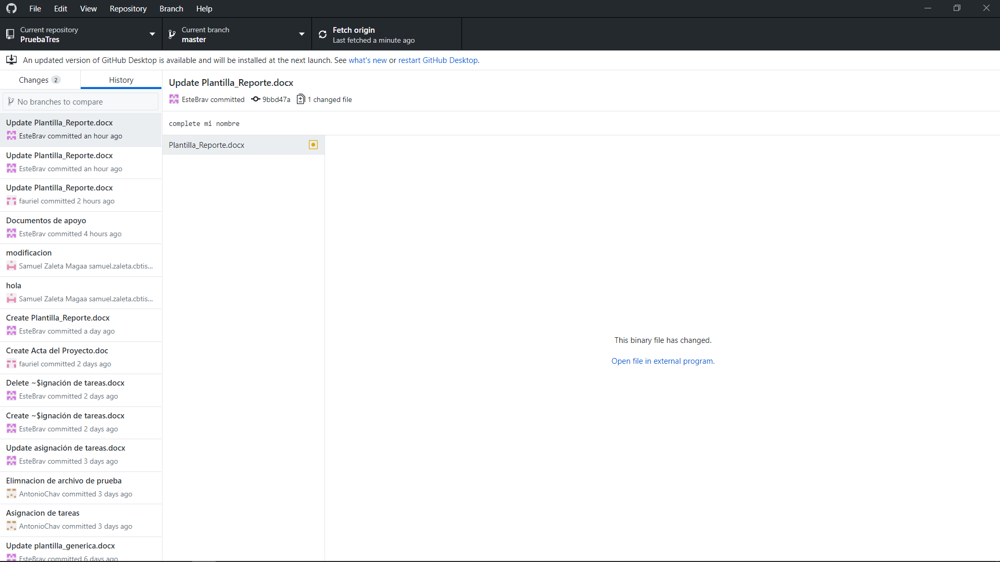 File Edit View Repository Branch Help
Current repository
PruebaTres
Current branch
master
Fetch origin
Last fetched a minute ago
An updated version of GitHub Desktop is available and will be installed at the next launch. See what's new or restart GitHub Desktop.
Changes 2
History
No branches to compare
Update Plantilla_Reporte.docx
EsteBrav committed an hour ago
Update Plantilla_Reporte.docx
EsteBrav committed an hour ago
Update Plantilla_Reporte.docx
fauriel committed 2 hours ago
Documentos de apoyo
EsteBrav committed 4 hours ago
modificacion
Samuel Zaleta Magaa samuel.zaleta.cbtis...
hola
Samuel Zaleta Magaa samuel.zaleta.cbtis...
Create Plantilla_Reporte.docx
EsteBrav committed a day ago
Create Acta del Proyecto.doc
fauriel committed 2 days ago
Delete ~$ignación de tareas.docx
EsteBrav committed 2 days ago
Create ~$ignación de tareas.docx
EsteBrav committed 2 days ago
Update asignación de tareas.docx
EsteBrav committed 3 days ago
Elimnacion de archivo de prueba
AntonioChav committed 3 days ago
Asignacion de tareas
AntonioChav committed 3 days ago
Update plantilla_generica.docx
EsteBrav committed 6 days ago
Update Plantilla_Reporte.docx
EsteBrav committed 9bbd47a 1 changed file
complete mi nombre
Plantilla_Reporte.docx
This binary file has changed.
Open file in external program.